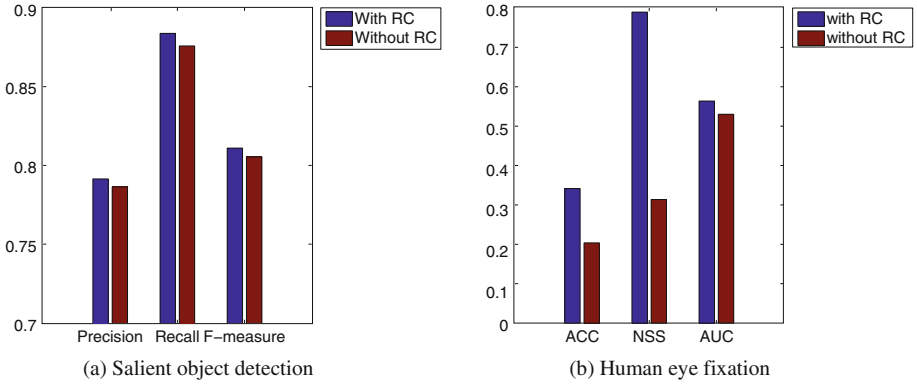 0.9
0.85
0.8
0.75
0.7
Precision Recall F−measure
With RC
Without RC
(a) Salient object detection
0.8
0.7
0.6
0.5
0.4
0.3
0.2
0.1
0
ACC NSS AUC
with RC
without RC
(b) Human eye fixation